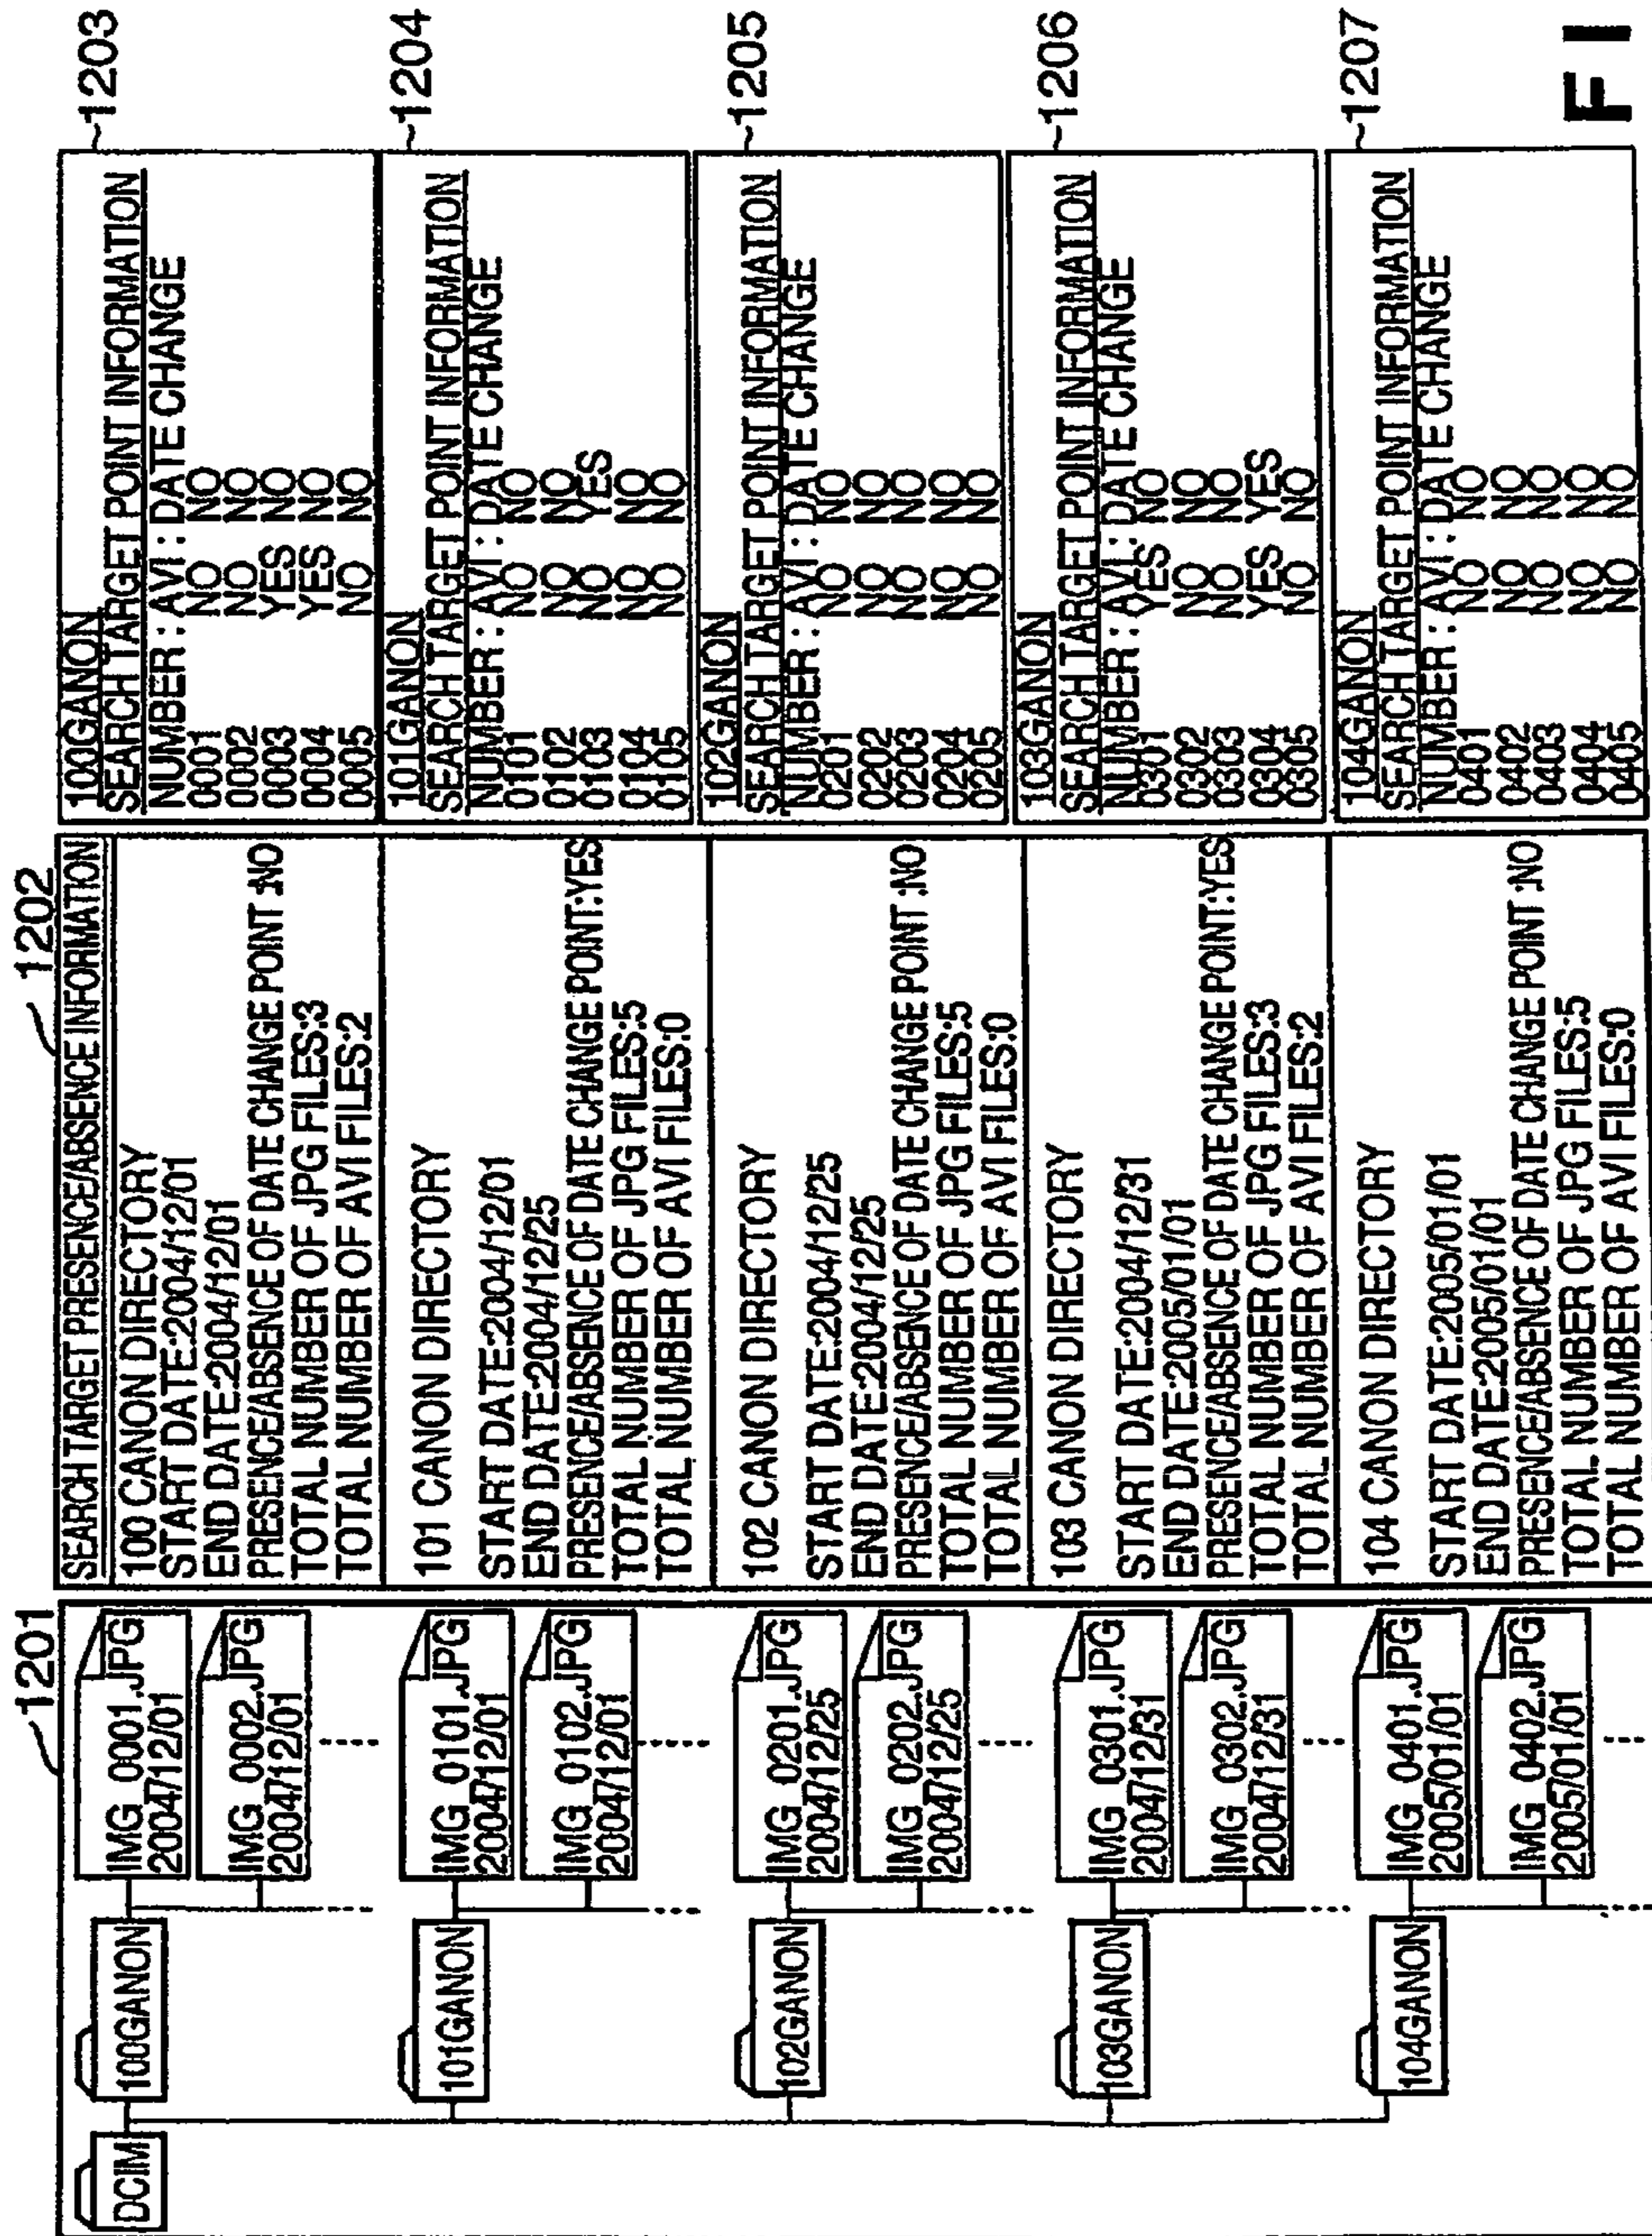 1201
DCIM
100GANON
IMG_0001.JPG
2004/12/01
IMG_0002.JPG
2004/12/01
101GANON
IMG_0101.JPG
2004/12/01
IMG_0102.JPG
2004/12/01
102GANON
IMG_0201.JPG
2004/12/25
IMG_0202.JPG
2004/12/25
103GANON
IMG_0301.JPG
2004/12/31
IMG_0302.JPG
2004/12/31
104GANON
IMG_0401.JPG
2005/01/01
IMG_0402.JPG
2005/01/01
1202
SEARCH TARGET PRESENCE/ABSENCE INFORMATION
100 CANON DIRECTORY
START DATE:2004/12/01
END DATE:2004/12/01
PRESENCE/ABSENCE OF DATE CHANGE POINT :NO
TOTAL NUMBER OF JPG FILES:3
TOTAL NUMBER OF AVI FILES:2
101 CANON DIRECTORY
START DATE:2004/12/01
END DATE:2004/12/25
PRESENCE/ABSENCE OF DATE CHANGE POINT:YES
TOTAL NUMBER OF JPG FILES:5
TOTAL NUMBER OF AVI FILES:0
102 CANON DIRECTORY
START DATE:2004/12/25
END DATE:2004/12/25
PRESENCE/ABSENCE OF DATE CHANGE POINT :NO
TOTAL NUMBER OF JPG FILES:5
TOTAL NUMBER OF AVI FILES:0
103 CANON DIRECTORY
START DATE:2004/12/31
END DATE:2005/01/01
PRESENCE/ABSENCE OF DATE CHANGE POINT:YES
TOTAL NUMBER OF JPG FILES:3
TOTAL NUMBER OF AVI FILES:2
104 CANON DIRECTORY
START DATE:2005/01/01
END DATE:2005/01/01
PRESENCE/ABSENCE OF DATE CHANGE POINT :NO
TOTAL NUMBER OF JPG FILES:5
TOTAL NUMBER OF AVI FILES:0
1203
100GANON
SEARCH TARGET POINT INFORMATION
NUMBER : AVI : DATE CHANGE
0001 NO NO
0002 NO NO
0003 YES NO
0004 YES NO
0005 NO NO
1204
101GANON
SEARCH TARGET POINT INFORMATION
NUMBER : AVI : DATE CHANGE
0101 NO NO
0102 NO NO
0103 NO YES
0104 NO NO
0105 NO NO
1205
102GANON
SEARCH TARGET POINT INFORMATION
NUMBER : AVI : DATE CHANGE
0201 NO NO
0202 NO NO
0203 NO NO
0204 NO NO
0205 NO NO
1206
103GANON
SEARCH TARGET POINT INFORMATION
NUMBER : AVI : DATE CHANGE
0301 YES NO
0302 NO NO
0303 NO NO
0304 YES YES
0305 NO NO
1207
104GANON
SEARCH TARGET POINT INFORMATION
NUMBER : AVI : DATE CHANGE
0401 NO NO
0402 NO NO
0403 NO NO
0404 NO NO
0405 NO NO
F I